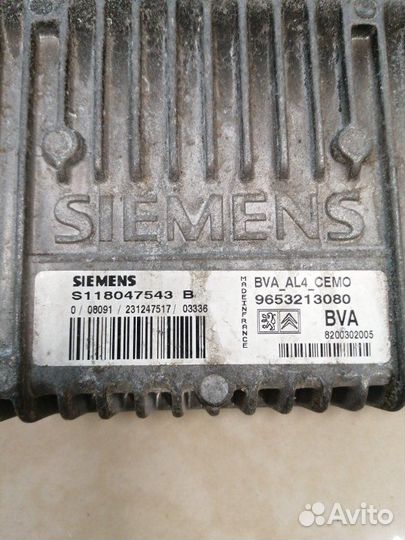 SIEMENS
SIEMENS
S118047543 B
0 / 08091 / 231247517 / 03336
MADE IN FRANCE
BVA_AL4_CEMO
9653213080
BVA
8200302005
Avito